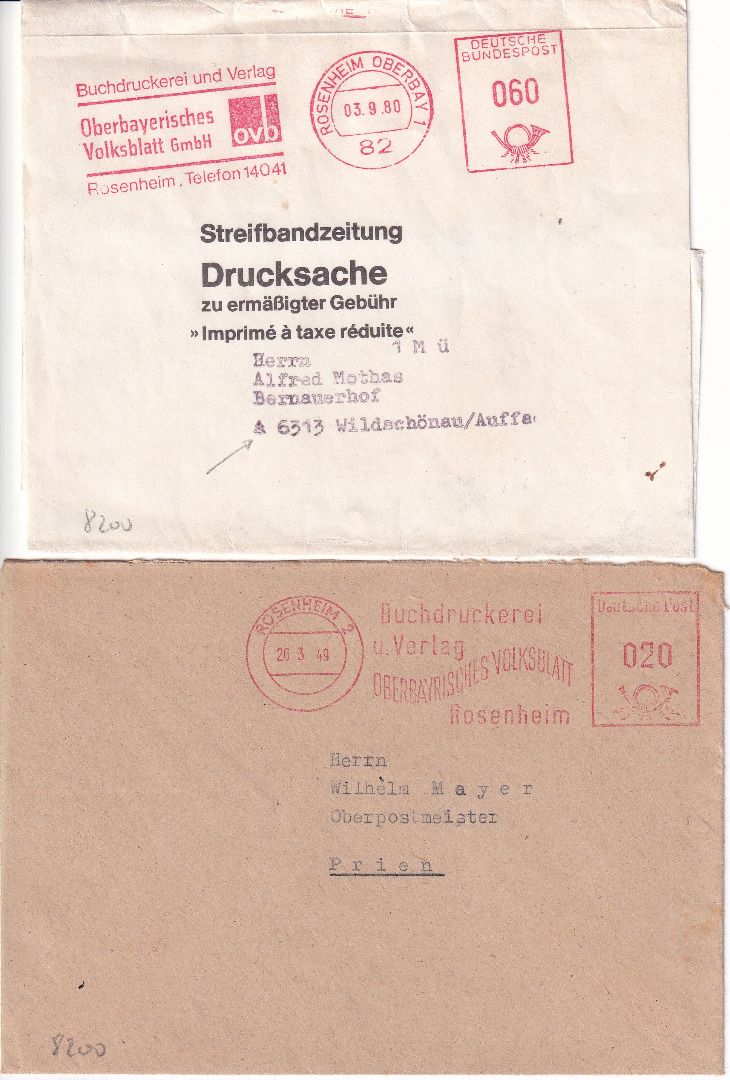 Buchdruckerei und Verlag
Oberbayerisches
Volksblatt GmbH
ovb
Rosenheim, Telefon 14041
ROSENHEIM OBERBAY 1
03.9.80
82
DEUTSCHE
BUNDESPOST
060
Streifbandzeitung
Drucksache
zu ermäßigter Gebühr
»Imprimé à taxe réduite«
1 M ü
Herrn
Alfred Mothas
Bernauerhof
A 6313 Wildschönau/Auffa
8200
ROSENHEIM 2
26 3. 49
Buchdruckerei
u. Verlag
OBERBAYRISCHES VOLKSBLATT
Rosenheim
Deutsche Post
020
Herrn
Wilhelm Mayer
Oberpostmeister
Prien
8200